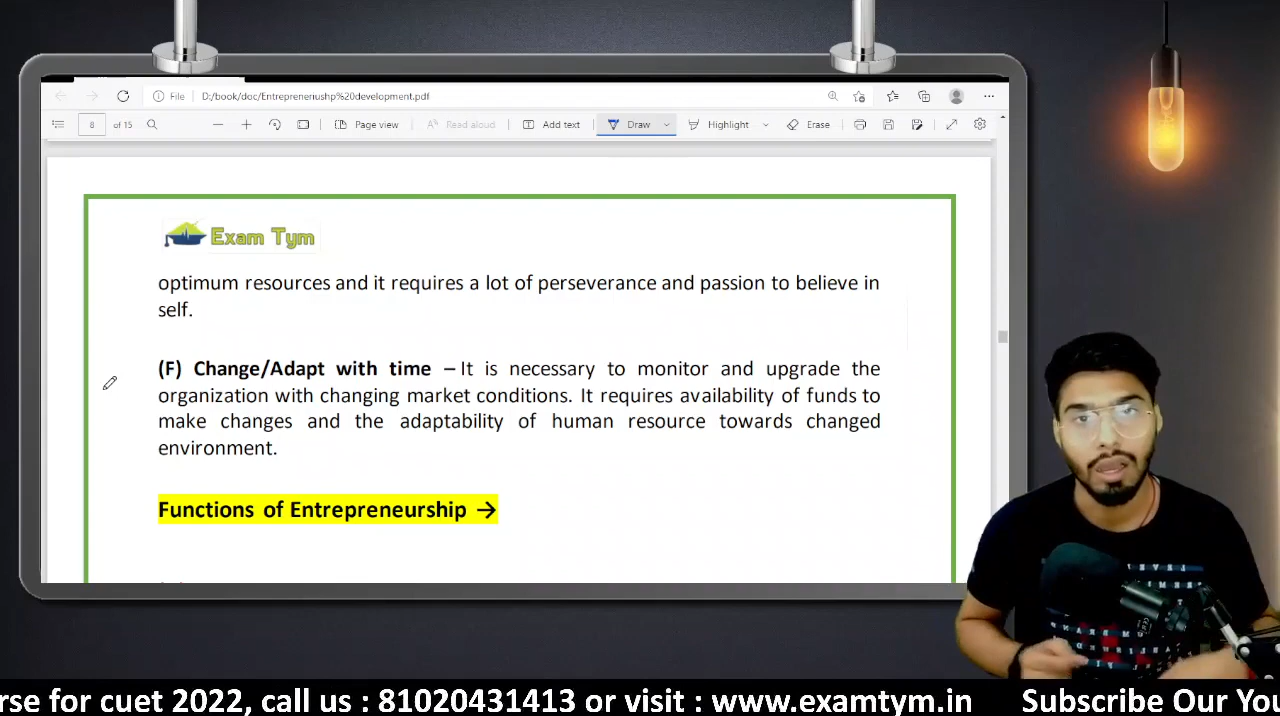 File D:/book/doc/Entrepreneriushp%20development.pdf
8 of 15 Page view Read aloud Add text Draw Highlight Erase
Exam Tym
optimum resources and it requires a lot of perseverance and passion to believe in
self.
(F) Change/Adapt with time – It is necessary to monitor and upgrade the
organization with changing market conditions. It requires availability of funds to
make changes and the adaptability of human resource towards changed
environment.
Functions of Entrepreneurship →
rse for cuet 2022, call us : 81020431413 or visit : www.examtym.in Subscribe Our You